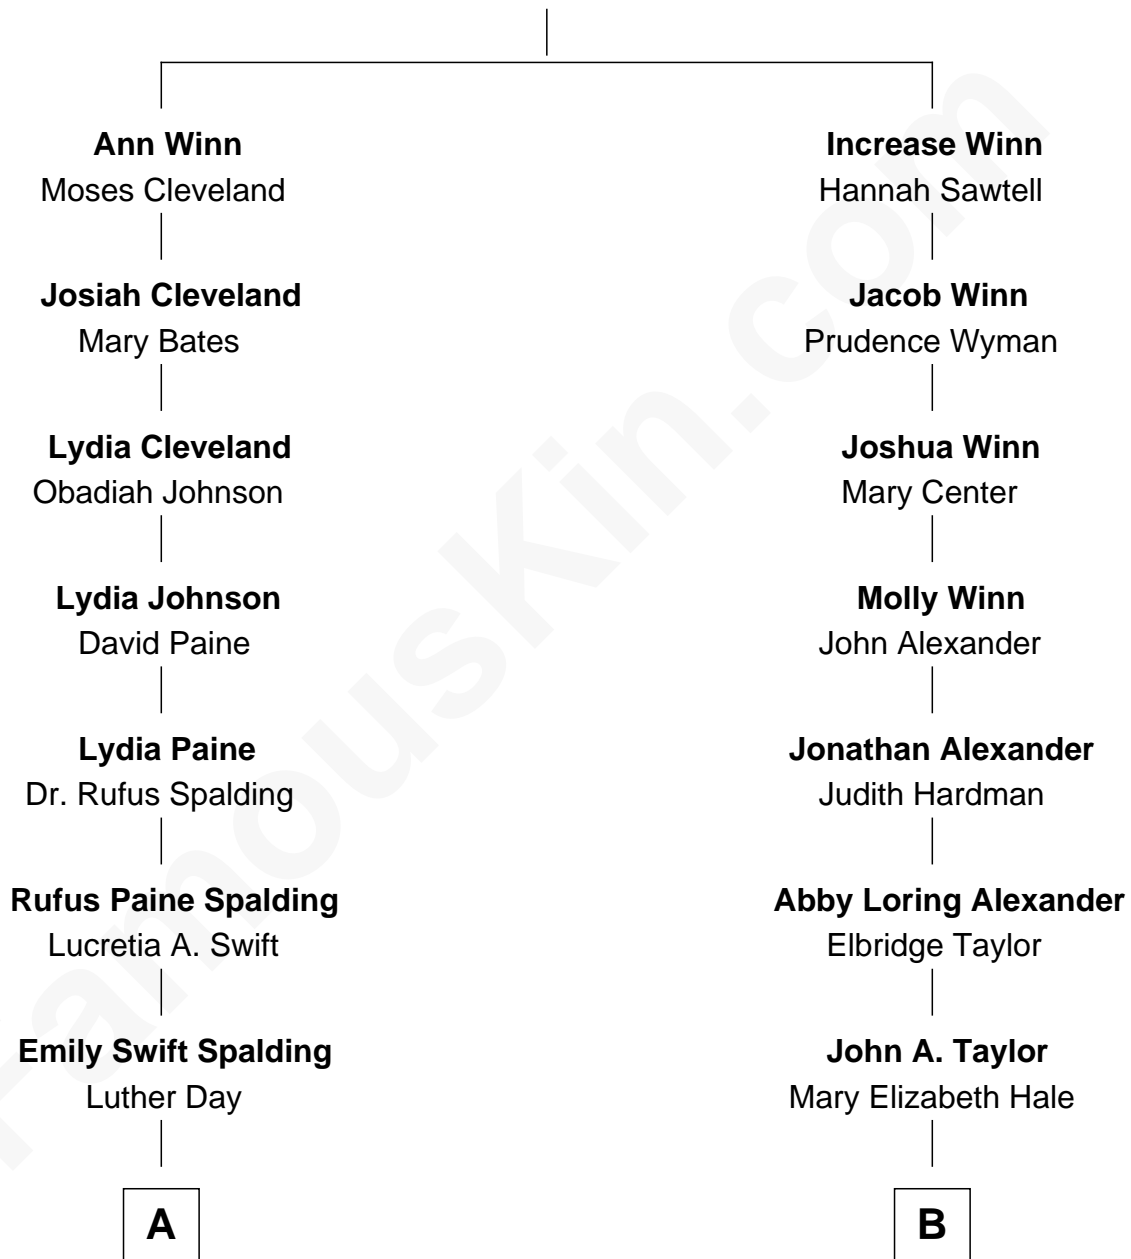 Ann Winn
Moses Cleveland
Increase Winn
Hannah Sawtell
Josiah Cleveland
Mary Bates
Jacob Winn
Prudence Wyman
Lydia Cleveland
Obadiah Johnson
Joshua Winn
Mary Center
Lydia Johnson
David Paine
Molly Winn
John Alexander
Lydia Paine
Dr. Rufus Spalding
Jonathan Alexander
Judith Hardman
Rufus Paine Spalding
Lucretia A. Swift
Abby Loring Alexander
Elbridge Taylor
Emily Swift Spalding
Luther Day
John A. Taylor
Mary Elizabeth Hale
A
B
FamousKin.com